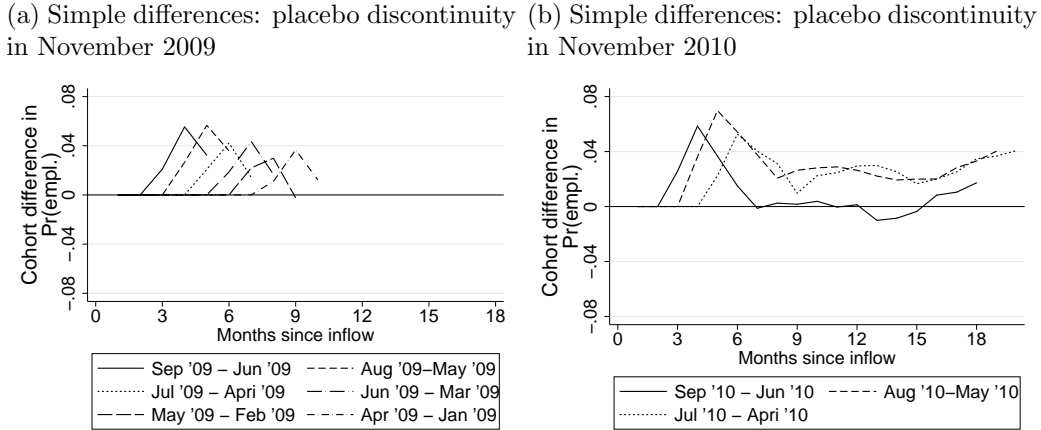 (a) Simple differences: placebo discontinuity
in November 2009
Cohort difference in
Pr(empl.)
.08
.04
0
−.04
−.08
0 3 6 9 12 15 18
Months since inflow
Sep ’09 − Jun ’09 Aug ’09−May ’09
Jul ’09 − Apri ’09 Jun ’09 − Mar ’09
May ’09 − Feb ’09 Apr ’09 − Jan ’09
(b) Simple differences: placebo discontinuity
in November 2010
Cohort difference in
Pr(empl.)
.08
.04
0
−.04
−.08
0 3 6 9 12 15 18
Months since inflow
Sep ’10 − Jun ’10 Aug ’10−May ’10
Jul ’10 − Apri ’10